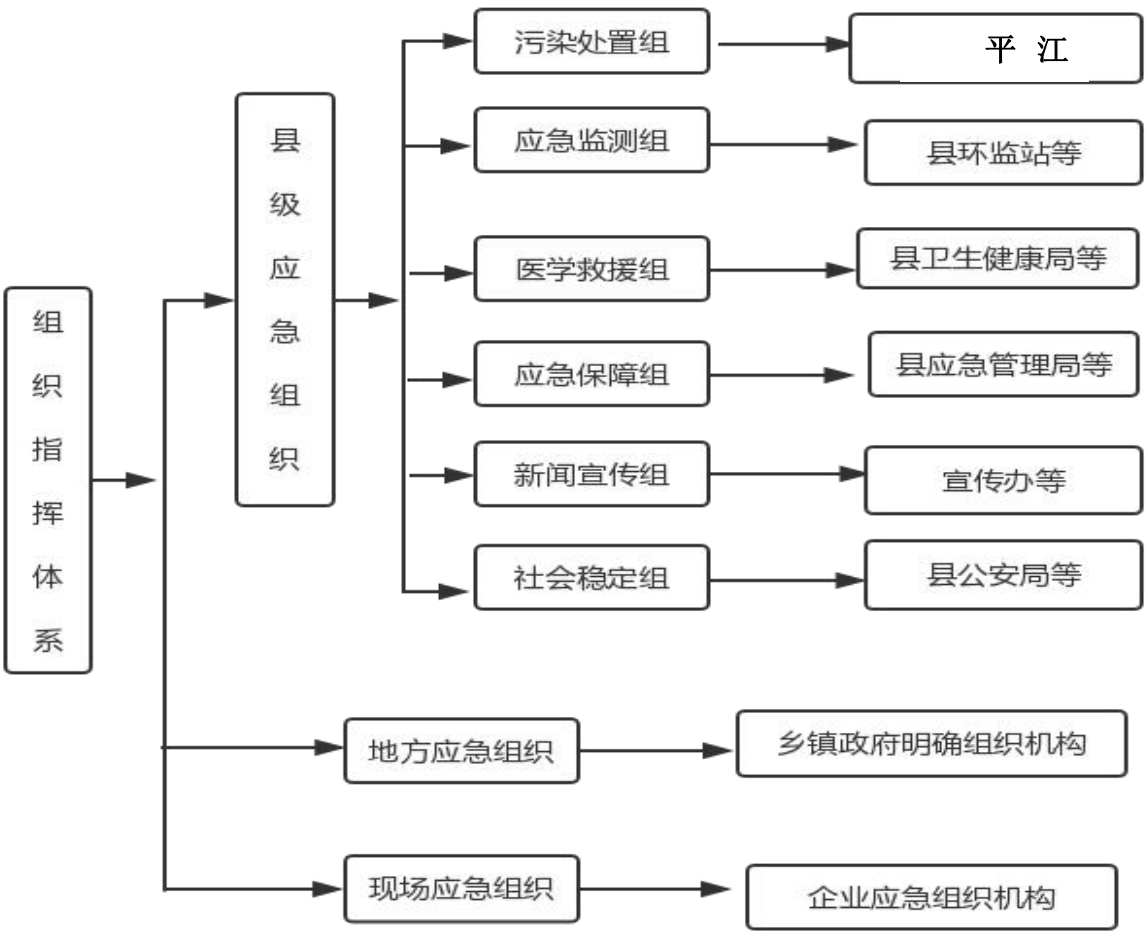 组织指挥体系
县级应急组织
污染处置组
平 江
应急监测组
县环监站等
医学救援组
县卫生健康局等
应急保障组
县应急管理局等
新闻宣传组
宣传办等
社会稳定组
县公安局等
地方应急组织
乡镇政府明确组织机构
现场应急组织
企业应急组织机构